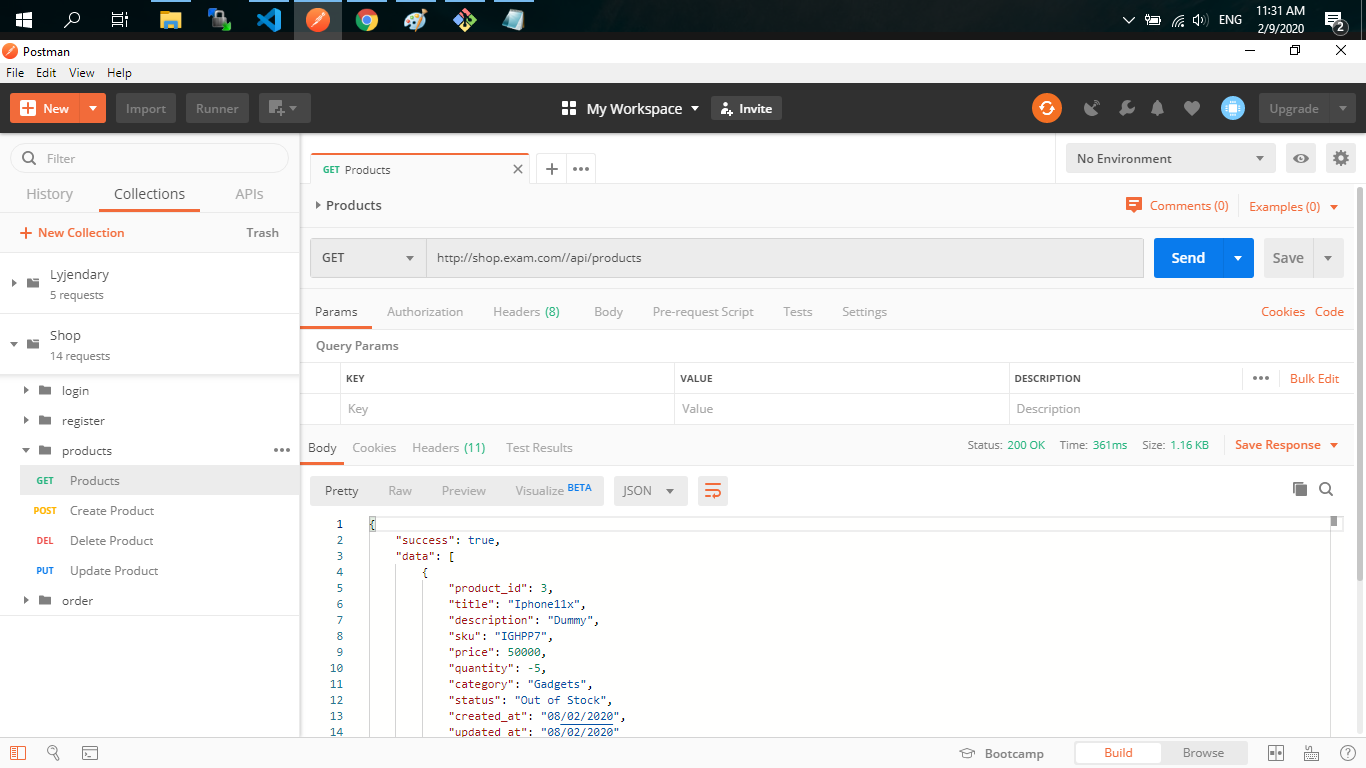 ENG
11:31 AM
2/9/2020
2
Postman
File Edit View Help
New Import Runner My Workspace Invite Upgrade
Filter
History Collections APIs
New Collection Trash
Lyjendary
5 requests
Shop
14 requests
login
register
products
GET Products
POST Create Product
DEL Delete Product
PUT Update Product
order
GET Products
No Environment
Products Comments (0) Examples (0)
GET http://shop.exam.com//api/products Send Save
Params Authorization Headers (8) Body Pre-request Script Tests Settings Cookies Code
Query Params
KEY VALUE DESCRIPTION Bulk Edit
Key Value Description
Body Cookies Headers (11) Test Results Status: 200 OK Time: 361ms Size: 1.16 KB Save Response
Pretty Raw Preview Visualize BETA JSON
1 {
2 "success": true,
3 "data": [
4 {
5 "product_id": 3,
6 "title": "Iphone11x",
7 "description": "Dummy",
8 "sku": "IGHPP7",
9 "price": 50000,
10 "quantity": -5,
11 "category": "Gadgets",
12 "status": "Out of Stock",
13 "created_at": "08/02/2020",
14 "updated_at": "08/02/2020"
Bootcamp Build Browse